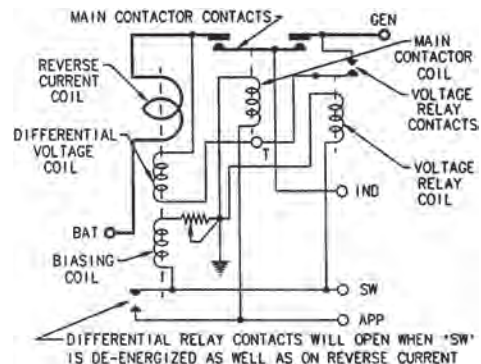 MAIN CONTACTOR CONTACTS
GEN
REVERSE
CURRENT
COIL
MAIN
CONTACTOR
COIL
VOLTAGE
RELAY
CONTACTS
DIFFERENTIAL
VOLTAGE
COIL
T
VOLTAGE
RELAY
COIL
IND
BAT
BIASING
COIL
SW
APP
DIFFERENTIAL RELAY CONTACTS WILL OPEN WHEN 'SW'
IS DE-ENERGIZED AS WELL AS ON REVERSE CURRENT